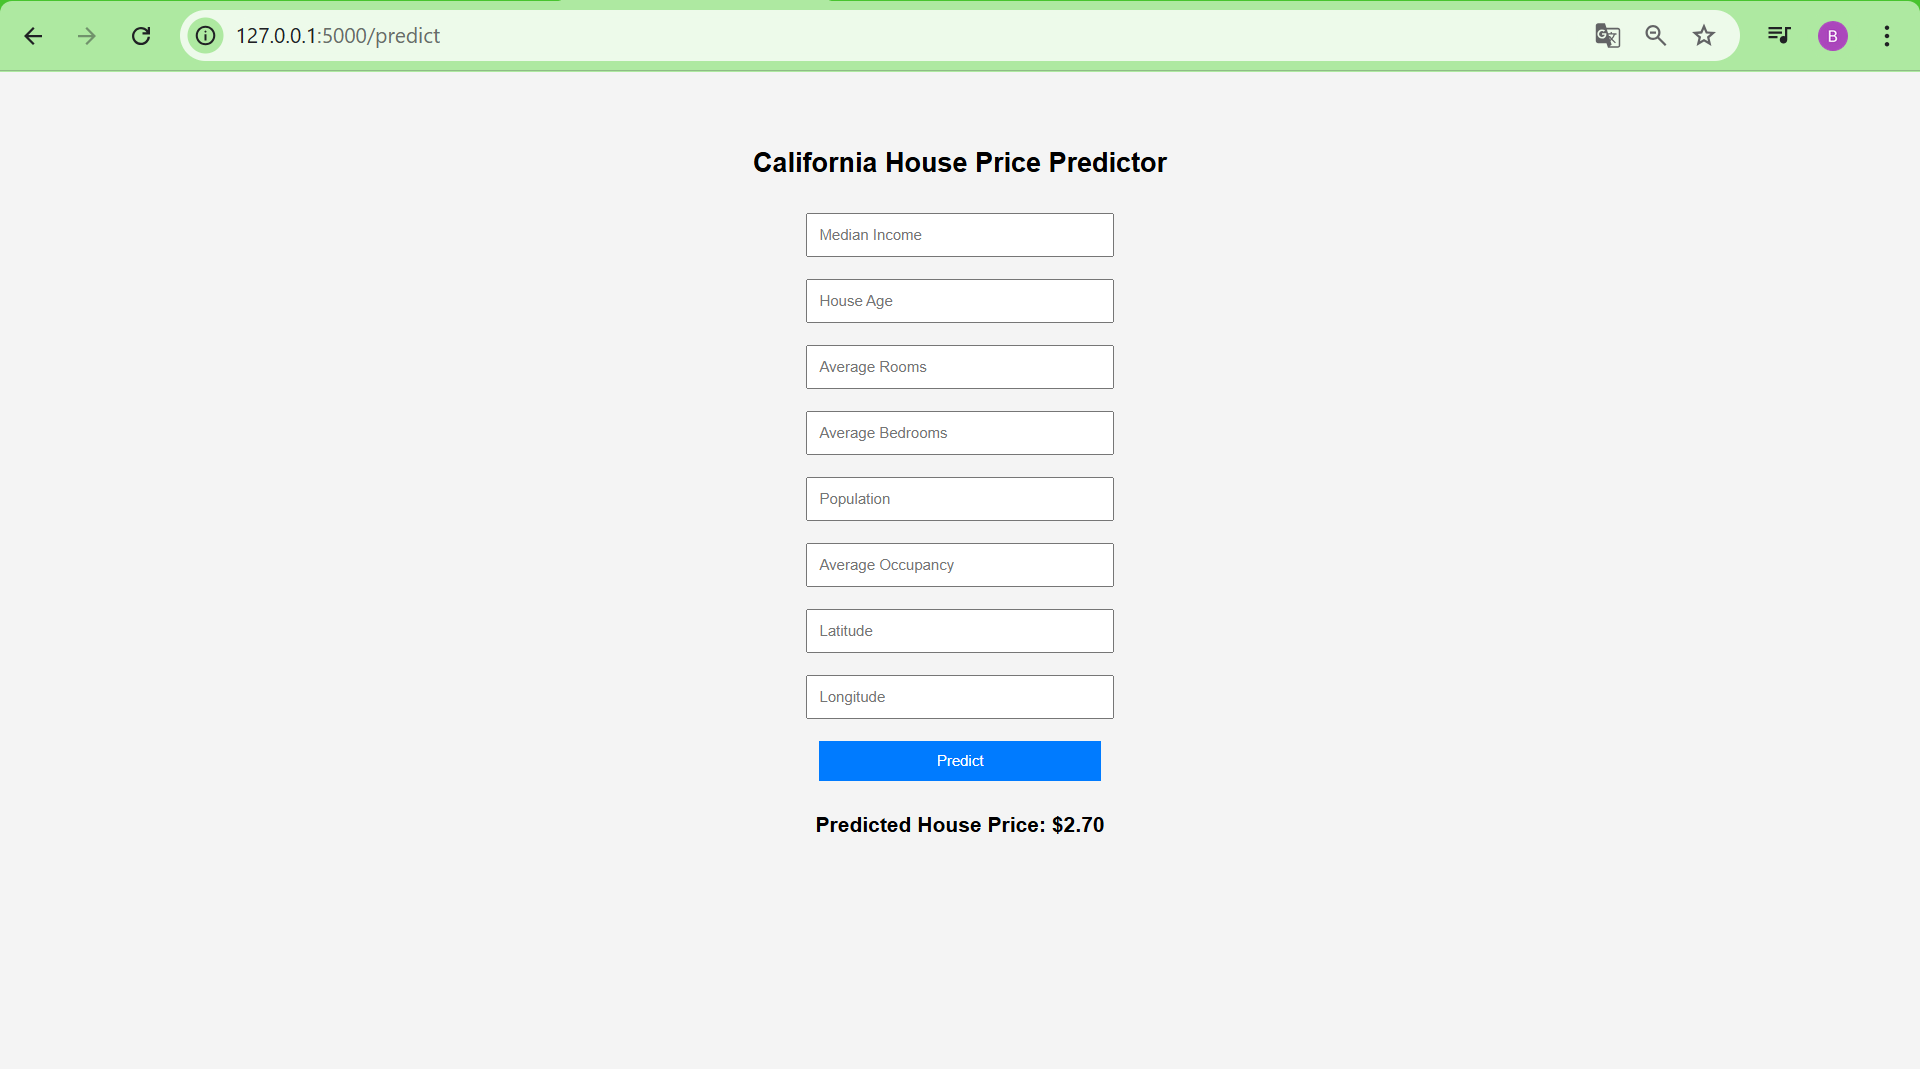 127.0.0.1:5000/predict
B
California House Price Predictor
Median Income
House Age
Average Rooms
Average Bedrooms
Population
Average Occupancy
Latitude
Longitude
Predict
Predicted House Price: $2.70